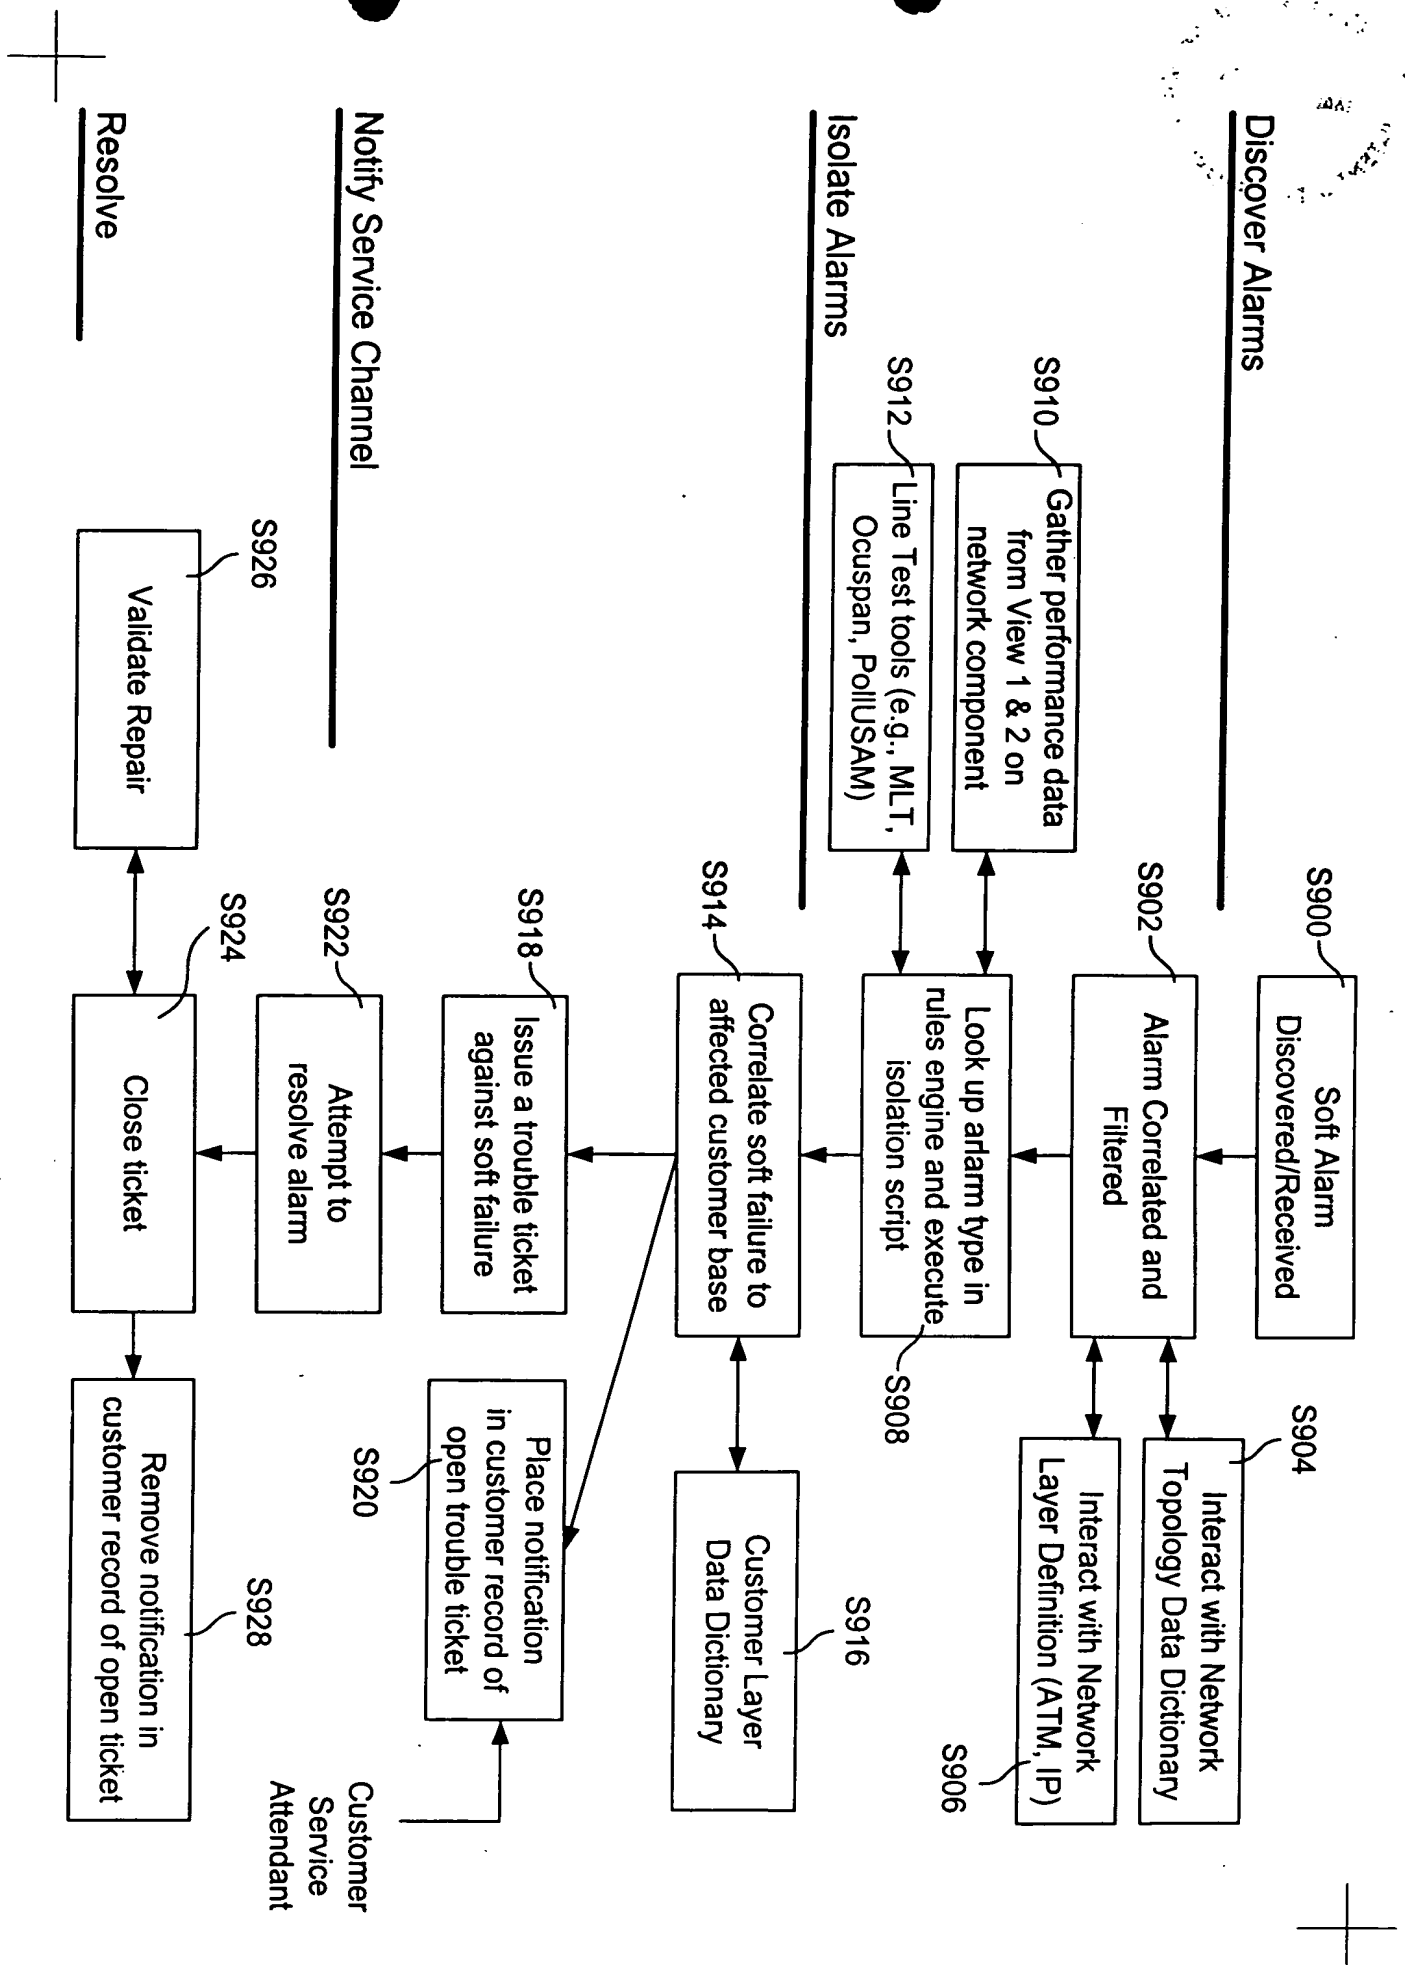 Discover Alarms
S900
Soft Alarm
Discovered/Received
S902
Alarm Correlated and
Filtered
S904
Interact with Network
Topology Data Dictionary
Interact with Network
Layer Definition (ATM, IP)
S906
S910
Gather performance data
from View 1 & 2 on
network component
S912
Line Test tools (e.g., MLT,
Ocuspan, PollUSAM)
Look up arlarm type in
rules engine and execute
isolation script
S908
Isolate Alarms
S914
Correlate soft failure to
affected customer base
S916
Customer Layer
Data Dictionary
S918
Issue a trouble ticket
against soft failure
Place notification
in customer record of
open trouble ticket
S920
Customer
Service
Attendant
Notify Service Channel
S922
Attempt to
resolve alarm
S926
Validate Repair
S924
Close ticket
S928
Remove notification in
customer record of open ticket
Resolve